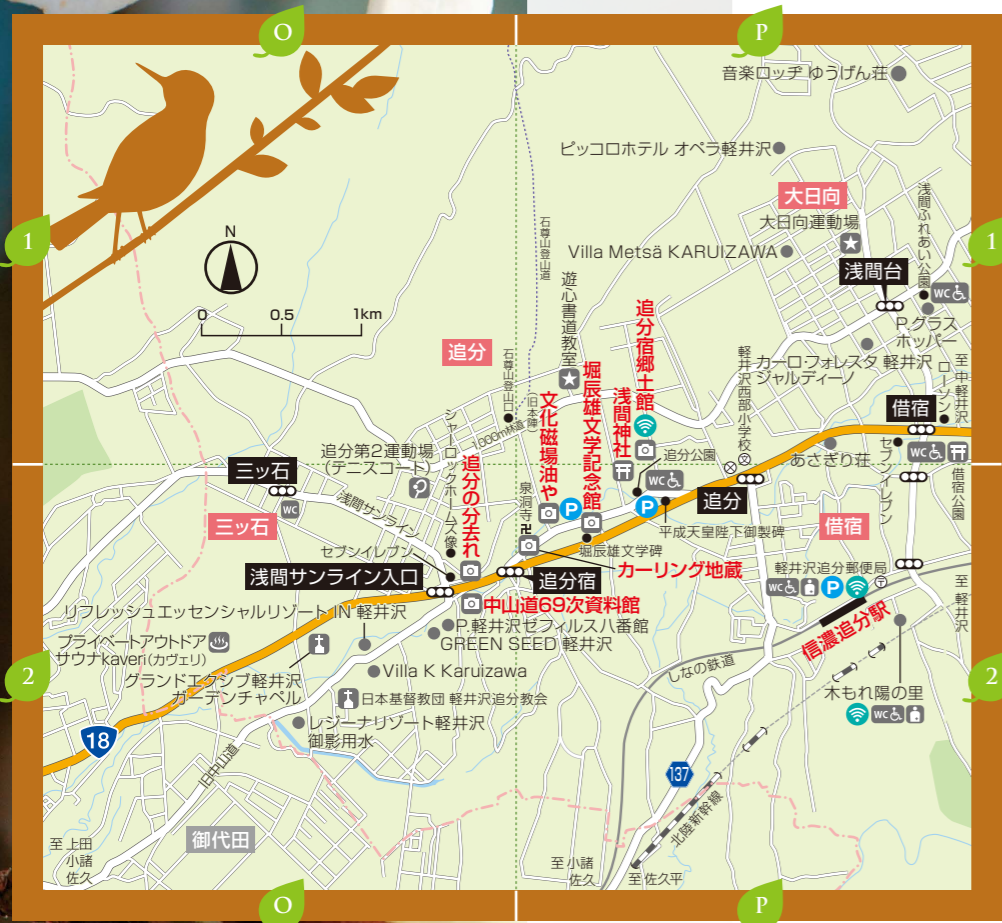 O
P
音楽ロッヂ ゆうげん荘
ピッコロホテル オペラ軽井沢
大日向
大日向運動場
浅間ふれあい公園
1
1
N
石尊山登山道
Villa Metsä KARUIZAWA
浅間台
WC
0 0.5 1km
遊心書道教室
追分宿郷土館
P.グラス
ホッパー
追分
石尊山登山口
堀辰雄文学記念館
軽井沢西部小学校
カーロ・フォレスタ 軽井沢
ジャルディーノ
至 中軽井沢
ローソン
1000m林道
(旧本陣)
文化磁場油や
浅間神社
借宿
シャーロックホームズ像
追分第2運動場
(テニスコート)
追分の分去れ
追分公園
あさぎり荘
セブンイレブン
WC
借宿公園
三ッ石
WC
浅間サンライン
泉洞寺
P
WC
P
追分
三ッ石
平成天皇陛下御製碑
借宿
堀辰雄文学碑
セブンイレブン
浅間サンライン入口
追分宿
カーリング地蔵
軽井沢追分郵便局
WC
P
至 軽井沢
中山道69次資料館
リフレッシュエッセンシャルリゾート IN 軽井沢
P.軽井沢ゼフィルス八番館
GREEN SEED 軽井沢
信濃追分駅
プライベートアウトドア
サウナkaveri(カヴェリ)
グランドエクシブ軽井沢
ガーデンチャペル
Villa K Karuizawa
しなの鉄道
2
2
日本基督教団 軽井沢追分教会
木もれ陽の里
WC
レジーナリゾート軽井沢
御影用水
18
旧中山道
137
北陸新幹線
御代田
至 上田
小諸
佐久
至 小諸
佐久
至 佐久平
O
P